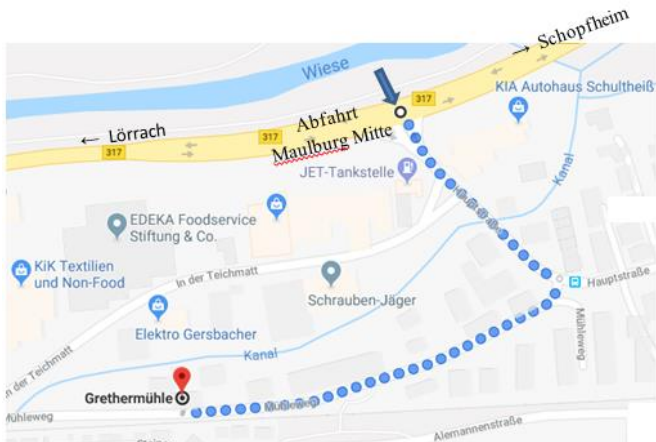 → Schopfheim
Wiese
317
KIA Autohaus Schultheiß
Abfahrt
← Lörrach
317
Maulburg Mitte
317
JET-Tankstelle
Kanal
Hauptstraße
EDEKA Foodservice
Stiftung & Co.
KiK Textilien
und Non-Food
In der Teichmatt
Hauptstraße
Schrauben-Jäger
Mühleweg
Elektro Gersbacher
Kanal
In der Teichmatt
Grethermühle
Mühleweg
Mühleweg
Alemannenstraße